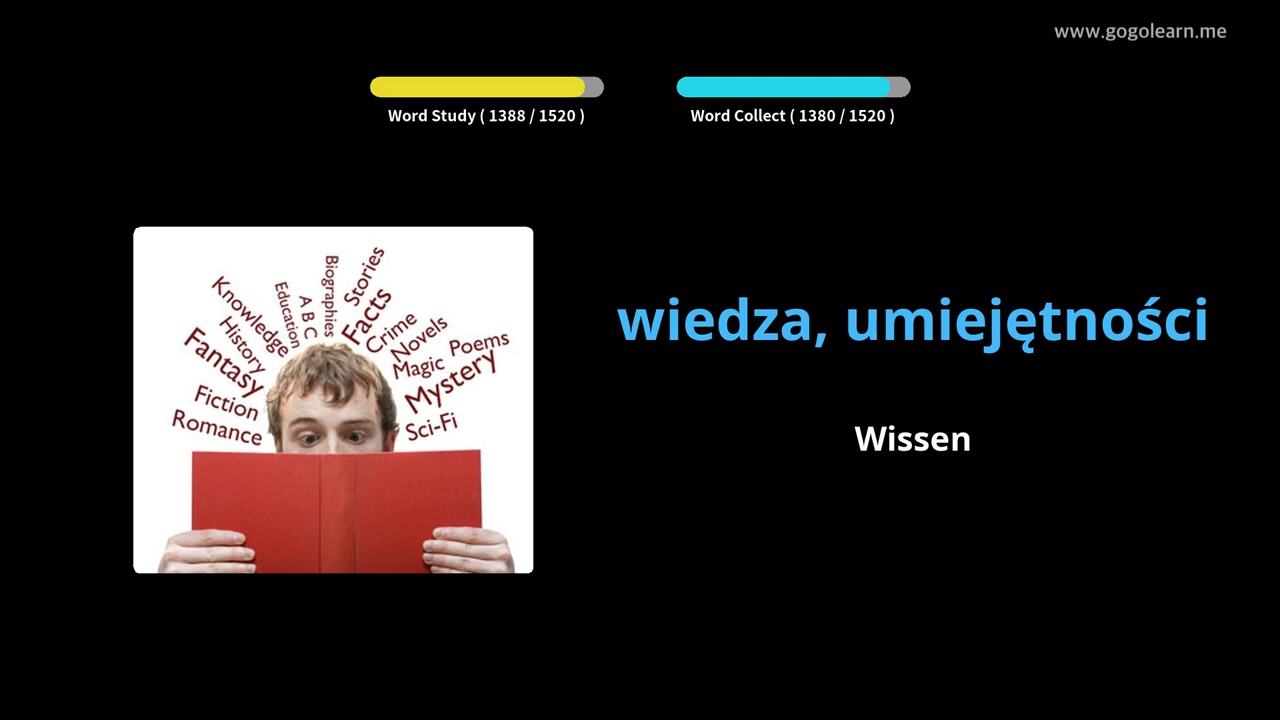 www.gogolearn.me
Word Study ( 1388 / 1520 )
Word Collect ( 1380 / 1520 )
Romance
Fiction
Fantasy
History
Knowledge
Education
A B C
Biographies
Stories
Facts
Crime
Novels
Magic
Poems
Mystery
Sci-Fi
wiedza, umiejętności
Wissen